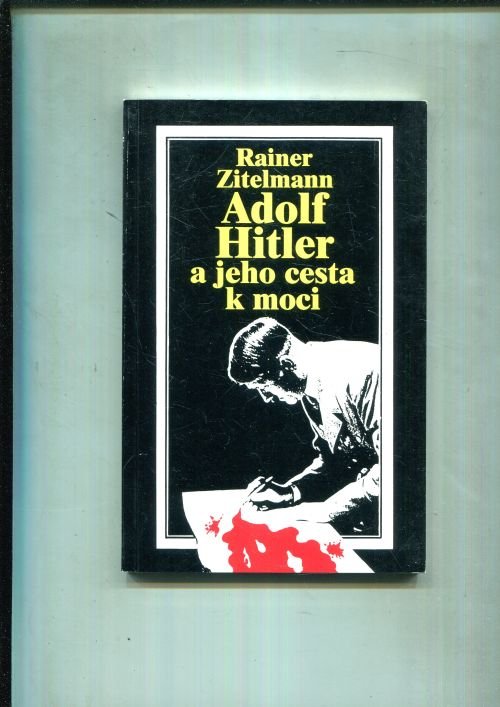 Rainer
Zitelmann
Adolf
Hitler
a jeho cesta
k moci